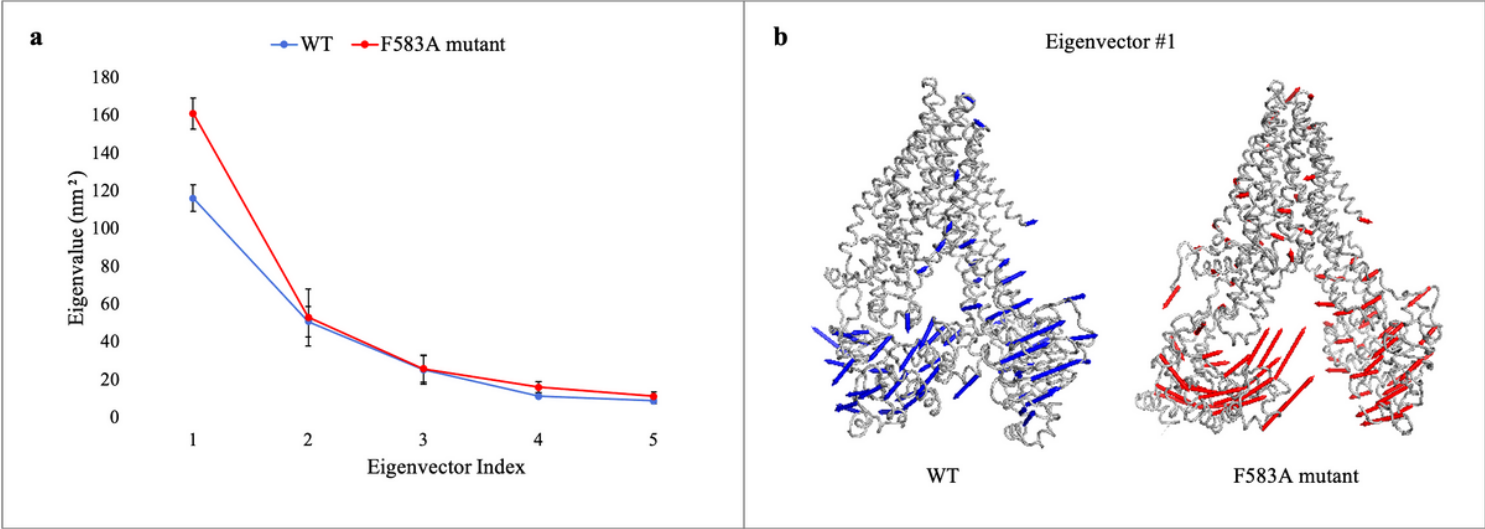 a
WT F583A mutant
180
160
140
120
100
80
60
40
20
0
Eigenvalue (nm²)
1 2 3 4 5
Eigenvector Index
b
Eigenvector #1
WT F583A mutant